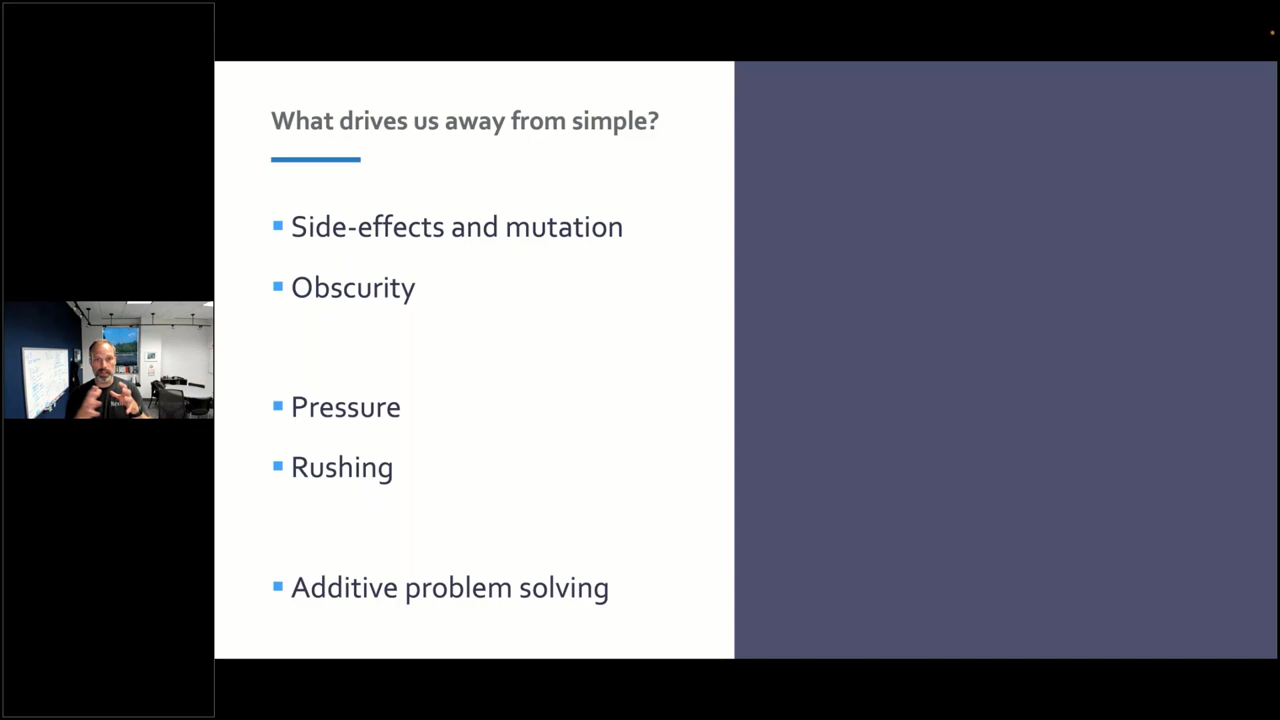 What drives us away from simple?
Side-effects and mutation
Obscurity
Pressure
Rushing
Additive problem solving